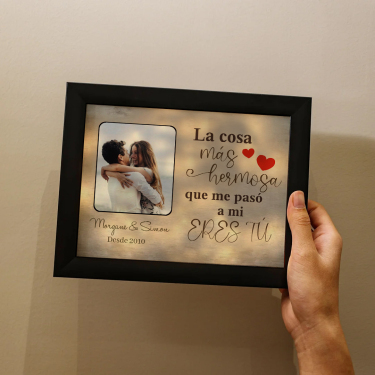 La cosa
más
hermosa
que me pasó
a mi
ERES TÚ
Morgane & Simon
Desde 2010